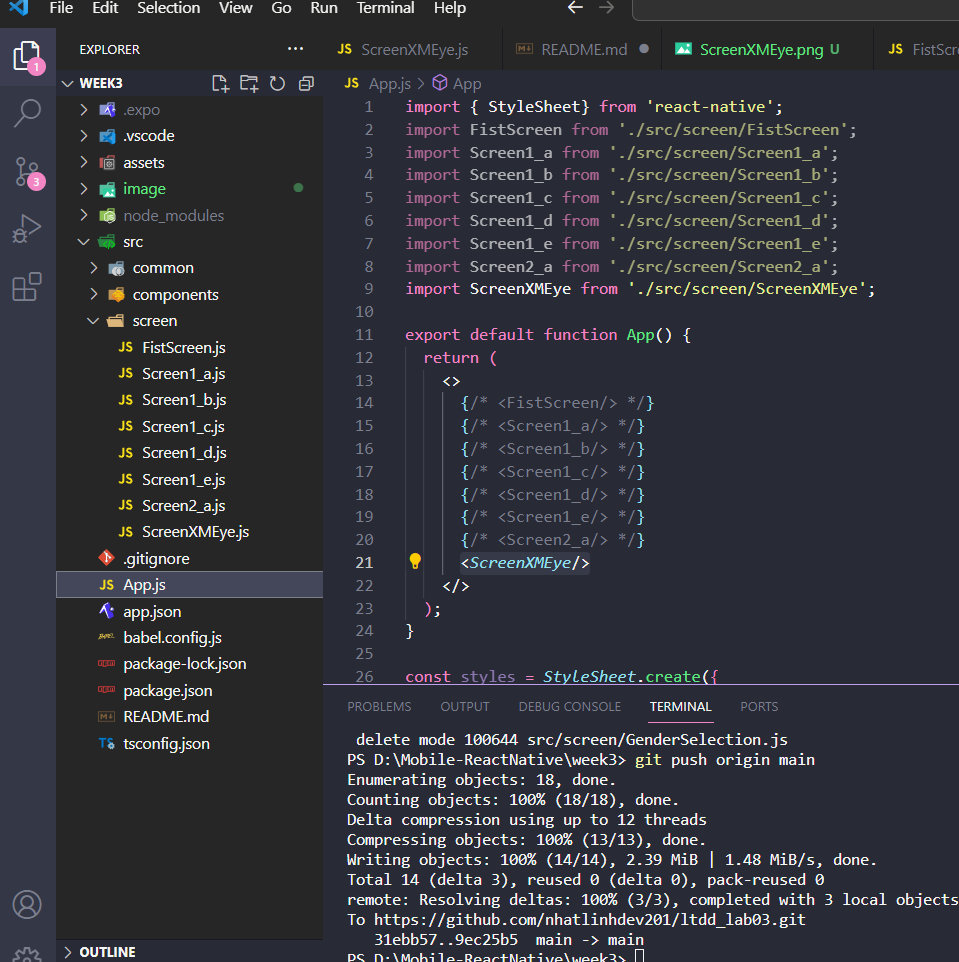 File Edit Selection View Go Run Terminal Help
EXPLORER ...
JS ScreenXMEye.js README.md ScreenXMEye.png U JS FistScre
WEEK3
JS App.js > App
.expo
.vscode
assets
image
node_modules
src
common
components
screen
JS FistScreen.js
JS Screen1_a.js
JS Screen1_b.js
JS Screen1_c.js
JS Screen1_d.js
JS Screen1_e.js
JS Screen2_a.js
JS ScreenXMEye.js
.gitignore
JS App.js
app.json
babel.config.js
package-lock.json
package.json
README.md
TS tsconfig.json
OUTLINE
1
3
1 import { StyleSheet} from 'react-native';
2 import FistScreen from './src/screen/FistScreen';
3 import Screen1_a from './src/screen/Screen1_a';
4 import Screen1_b from './src/screen/Screen1_b';
5 import Screen1_c from './src/screen/Screen1_c';
6 import Screen1_d from './src/screen/Screen1_d';
7 import Screen1_e from './src/screen/Screen1_e';
8 import Screen2_a from './src/screen/Screen2_a';
9 import ScreenXMEye from './src/screen/ScreenXMEye';
10
11 export default function App() {
12 return (
13 <>
14 {/* <FistScreen/> */}
15 {/* <Screen1_a/> */}
16 {/* <Screen1_b/> */}
17 {/* <Screen1_c/> */}
18 {/* <Screen1_d/> */}
19 {/* <Screen1_e/> */}
20 {/* <Screen2_a/> */}
21 <ScreenXMEye/>
22 </>
23 );
24 }
25
26 const styles = StyleSheet.create({
PROBLEMS OUTPUT DEBUG CONSOLE TERMINAL PORTS
delete mode 100644 src/screen/GenderSelection.js
PS D:\Mobile-ReactNative\week3> git push origin main
Enumerating objects: 18, done.
Counting objects: 100% (18/18), done.
Delta compression using up to 12 threads
Compressing objects: 100% (13/13), done.
Writing objects: 100% (14/14), 2.39 MiB | 1.48 MiB/s, done.
Total 14 (delta 3), reused 0 (delta 0), pack-reused 0
remote: Resolving deltas: 100% (3/3), completed with 3 local objects
To https://github.com/nhatlinhdev201/ltdd_lab03.git
31ebb57..9ec25b5 main -> main
PS D:\Mobile-ReactNative\week3>